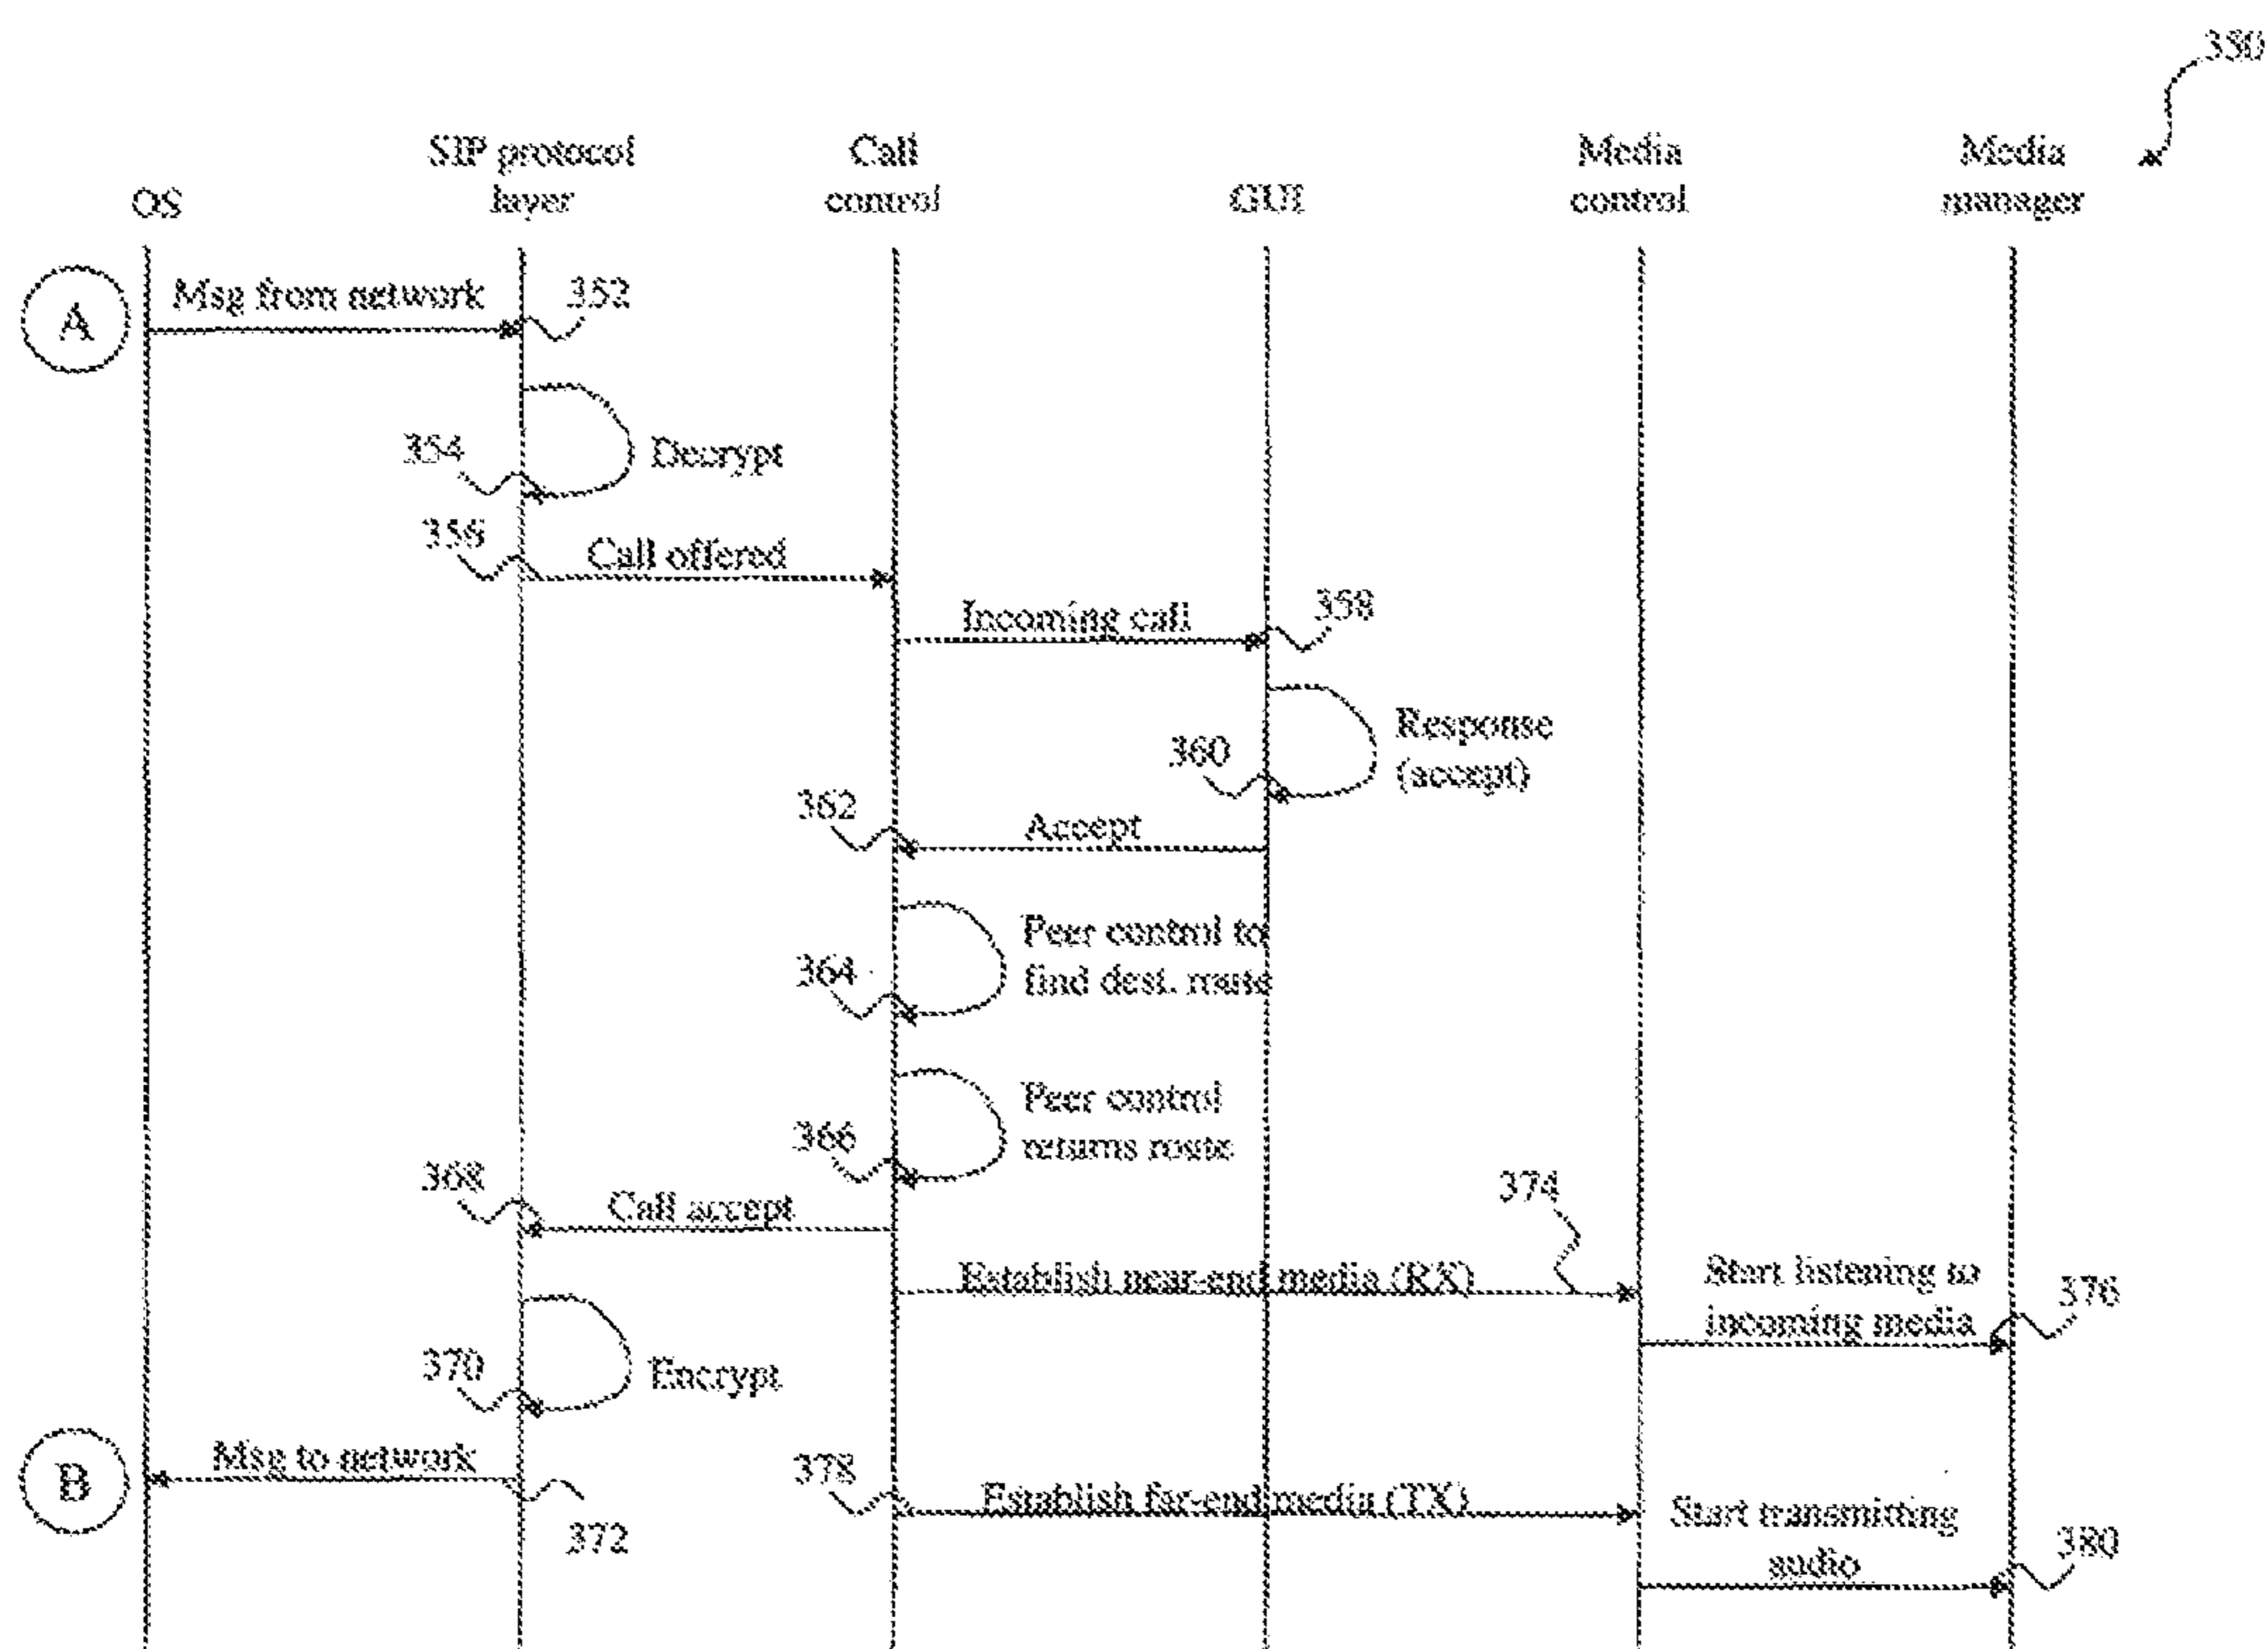 350
OS
SIP protocol
layer
Call
control
GUI
Media
control
Media
manager
A
Msg from network
352
354
Decrypt
356
Call offered
Incoming call
358
360
Response
(accept)
362
Accept
364
Peer control to
find dest. route
366
Peer control
returns route
368
Call accept
374
Establish near-end media (RX)
Start listening to
incoming media
376
370
Encrypt
B
Msg to network
372
378
Establish far-end media (TX)
Start transmitting
audio
380